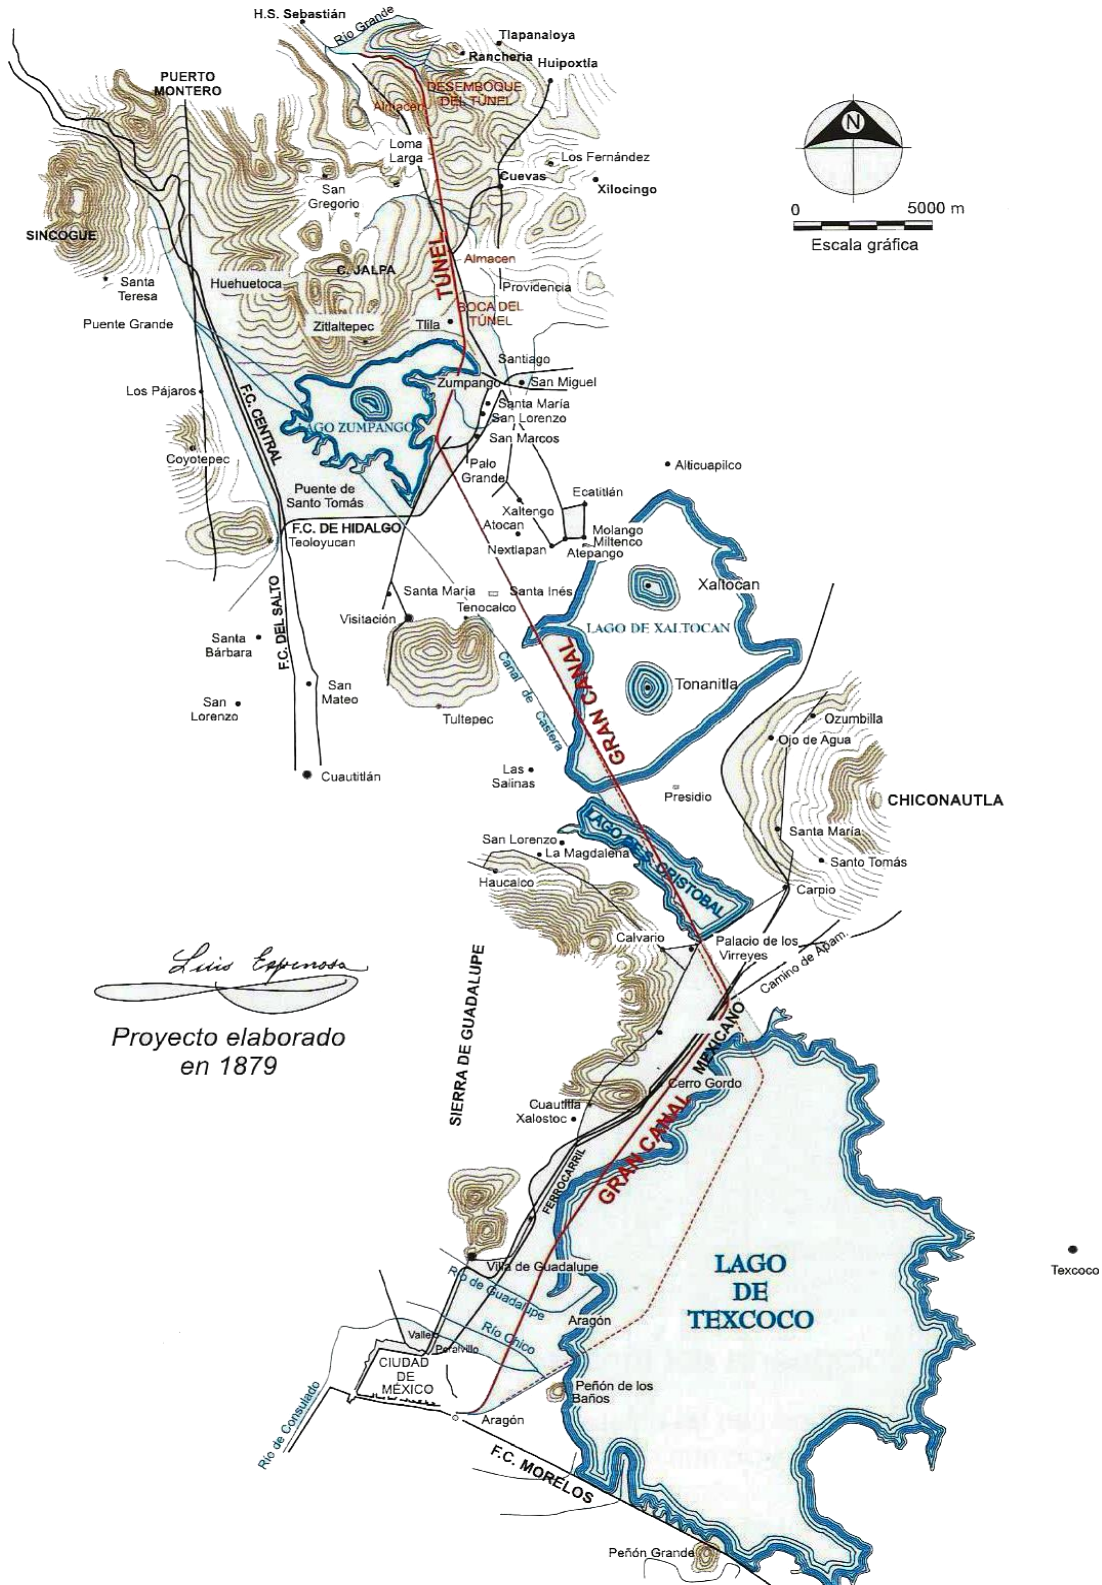 H.S. Sebastián
Río Grande
Tlapanaloya
Ranchería
Huipoxtla
PUERTO
MONTERO
DESEMBOQUE
DEL TÚNEL
Almacen
Loma
Larga
Los Fernández
Cuevas
Xilocingo
San
Gregorio
N
0
5000 m
Escala gráfica
SINCOGUE
TÚNEL
Almacen
C. JALPA
Santa
Teresa
Huehuetoca
Providencia
BOCA DEL
TÚNEL
Puente Grande
Zitlaltepec
Tlila
Santiago
Zumpango
San Miguel
Los Pájaros
F.C. CENTRAL
Santa María
San Lorenzo
LAGO ZUMPANGO
San Marcos
Coyotepec
Palo
Grande
Alticuapilco
Puente de
Santo Tomás
Ecatitlán
Xaltengo
F.C. DE HIDALGO
Atocan
Molango
Miltenco
Teoloyucan
Nextlapan
Atepango
Xaltocan
F.C. DEL SALTO
Santa María
Santa Inés
Tenocalco
Visitación
LAGO DE XALTOCAN
Santa
Bárbara
Canal de Castera
GRAN CANAL
San
Mateo
Tonanitla
San
Lorenzo
Tultepec
Ozumbilla
Ojo de Agua
Cuautitlán
Las
Salinas
Presidio
CHICONAUTLA
LAGO DE S. CRISTOBAL
Santa María
San Lorenzo
La Magdalena
Santo Tomás
Haucalco
Carpio
Calvario
Palacio de los
Virreyes
Camino de Apam.
Luis Espinosa
Proyecto elaborado
en 1879
SIERRA DE GUADALUPE
MEXICANO
Cerro Gordo
Cuautitla
Xalostoc
GRAN CANAL
FERROCARRIL
Villa de Guadalupe
Río de Guadalupe
LAGO
DE
TEXCOCO
Texcoco
Aragón
Río Chico
Valle
Peralvillo
CIUDAD
DE
MÉXICO
Peñón de los
Baños
Río de Consulado
Aragón
F.C. MORELOS
Peñón Grande